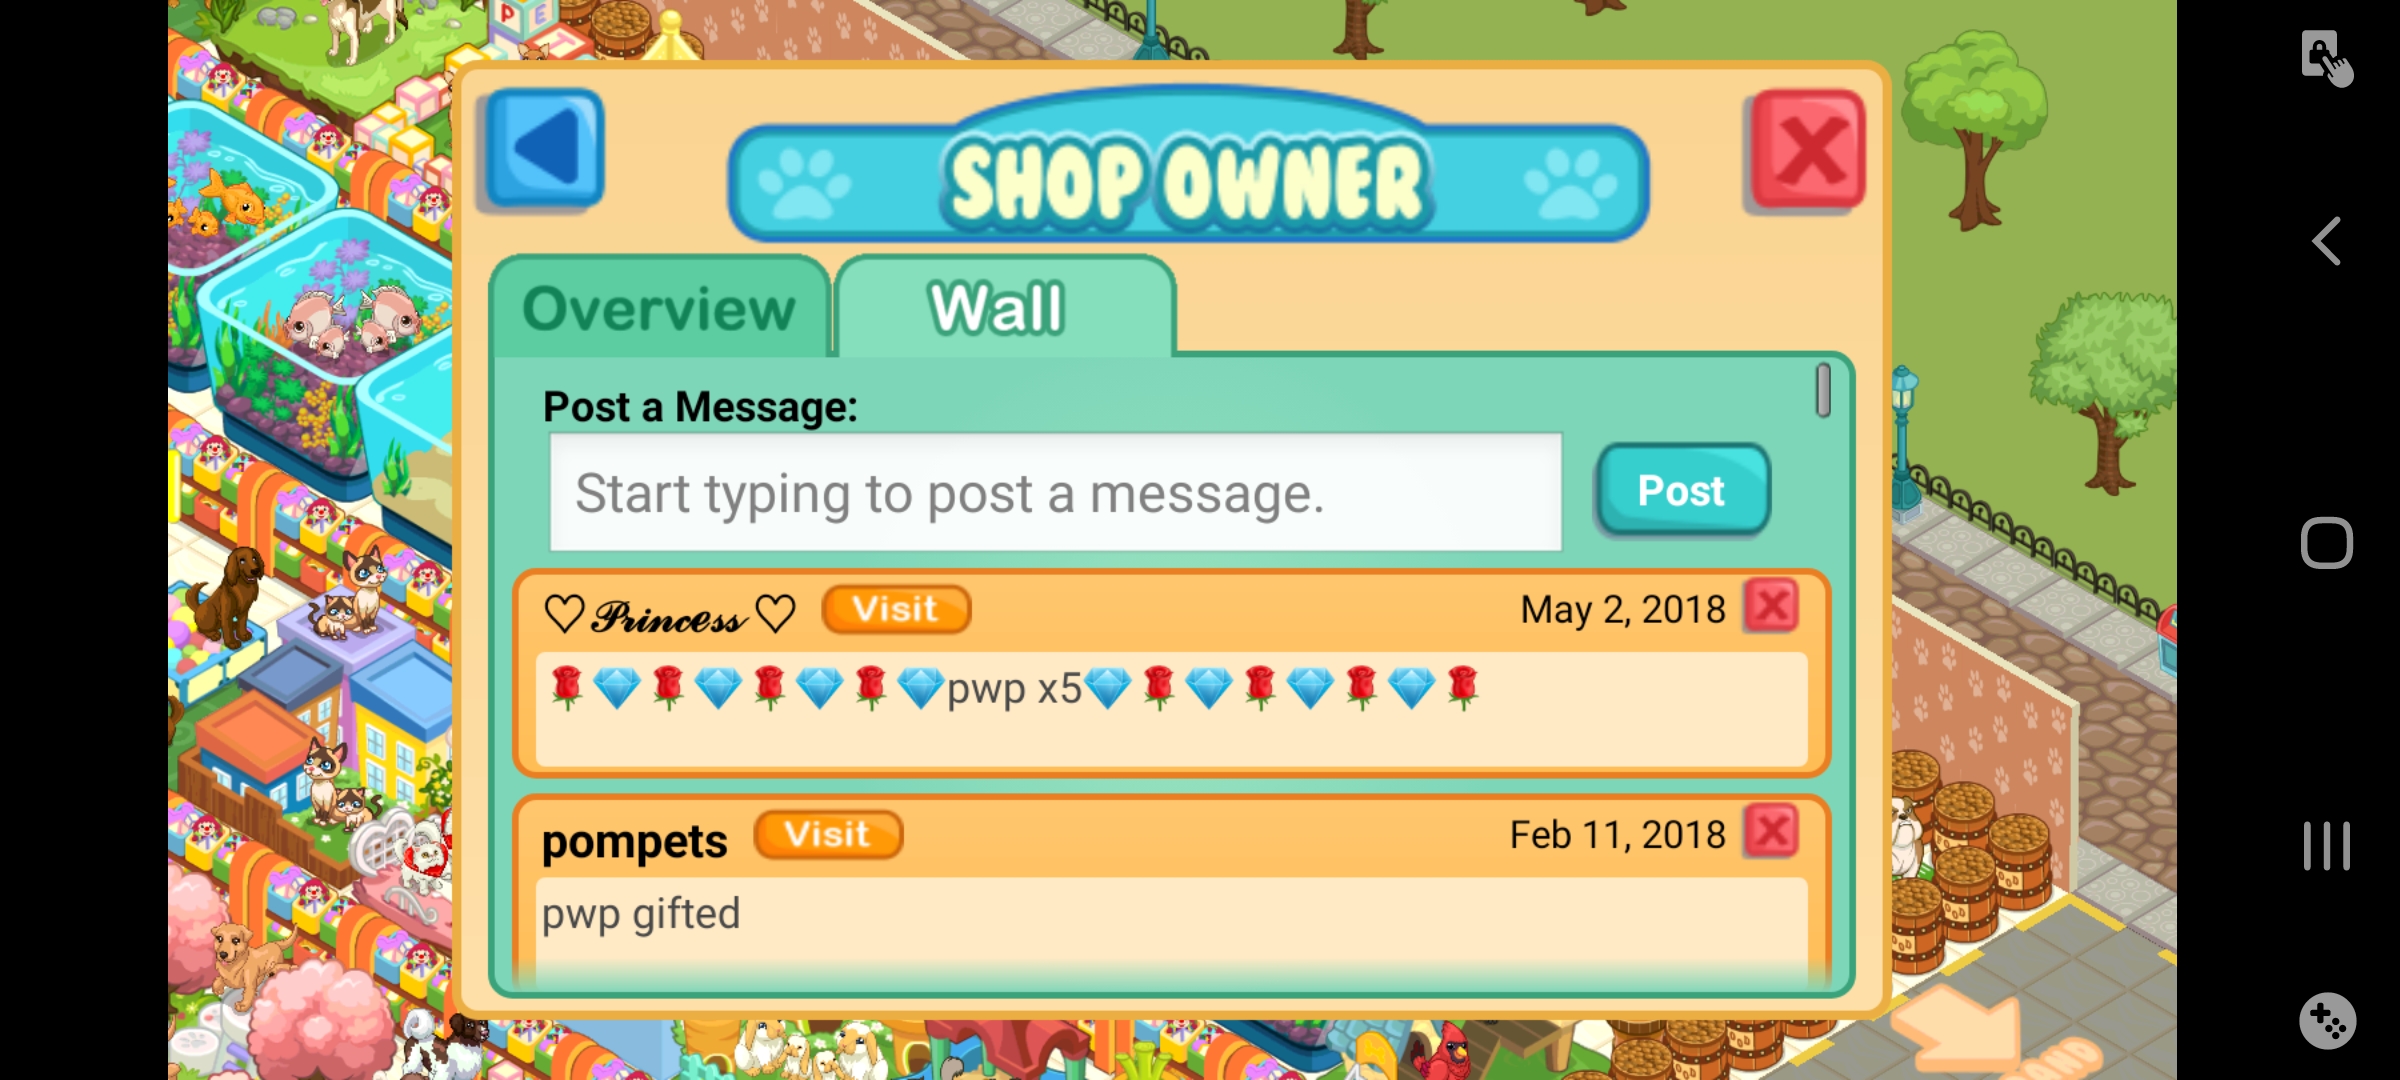 SHOP OWNER
Overview
Wall
Post a Message:
Start typing to post a message.
Post
♡𝓟𝓻𝓲𝓷𝓬𝓮𝓼𝓼♡ Visit May 2, 2018
🌹💎🌹💎🌹💎🌹💎pwp x5💎🌹💎🌹💎🌹💎🌹
pompets Visit Feb 11, 2018
pwp gifted